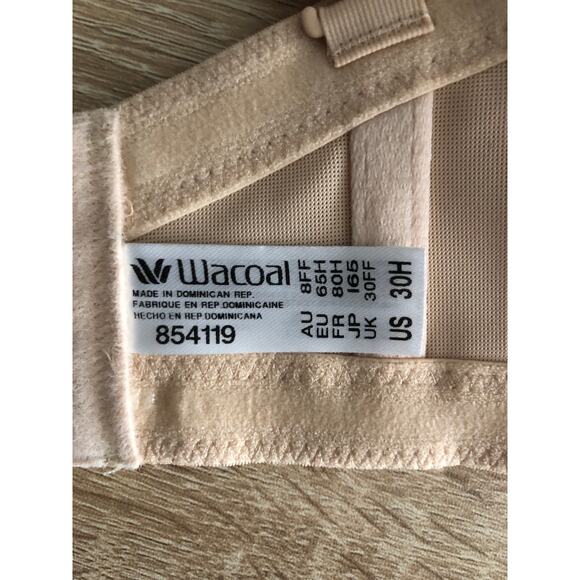 Wacoal
MADE IN DOMINICAN REP.
FABRIQUE EN REP.DOMINICAINE
HECHO EN REP.DOMINICANA
854119
AU 8FF
EU 65H
FR 80H
JP I65
UK 30FF
US 30H